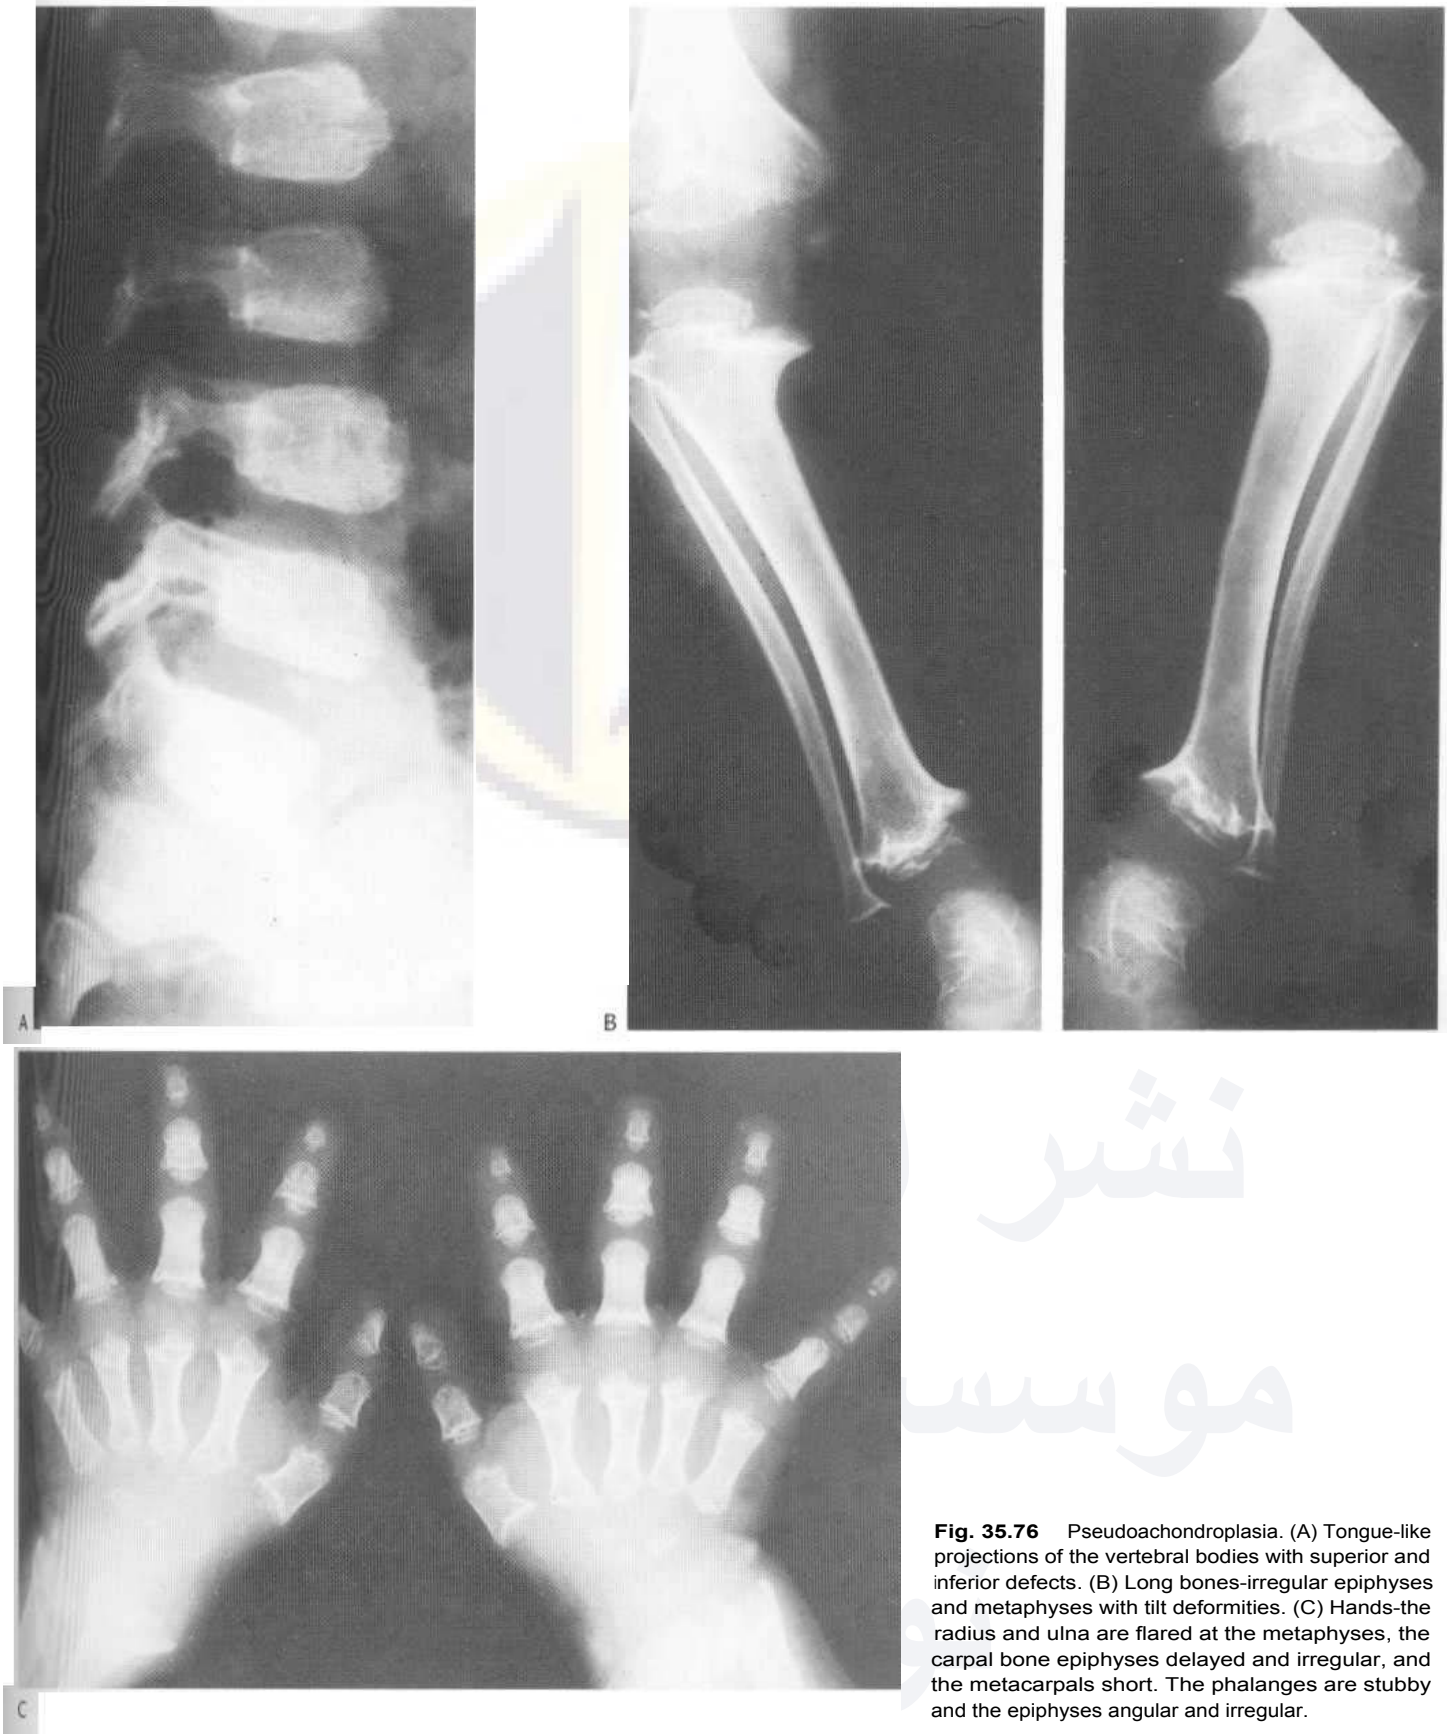 A
B
C
نشر
موسسه
Fig. 35.76 Pseudoachondroplasia. (A) Tongue-like
projections of the vertebral bodies with superior and
inferior defects. (B) Long bones-irregular epiphyses
and metaphyses with tilt deformities. (C) Hands-the
radius and ulna are flared at the metaphyses, the
carpal bone epiphyses delayed and irregular, and
the metacarpals short. The phalanges are stubby
and the epiphyses angular and irregular.